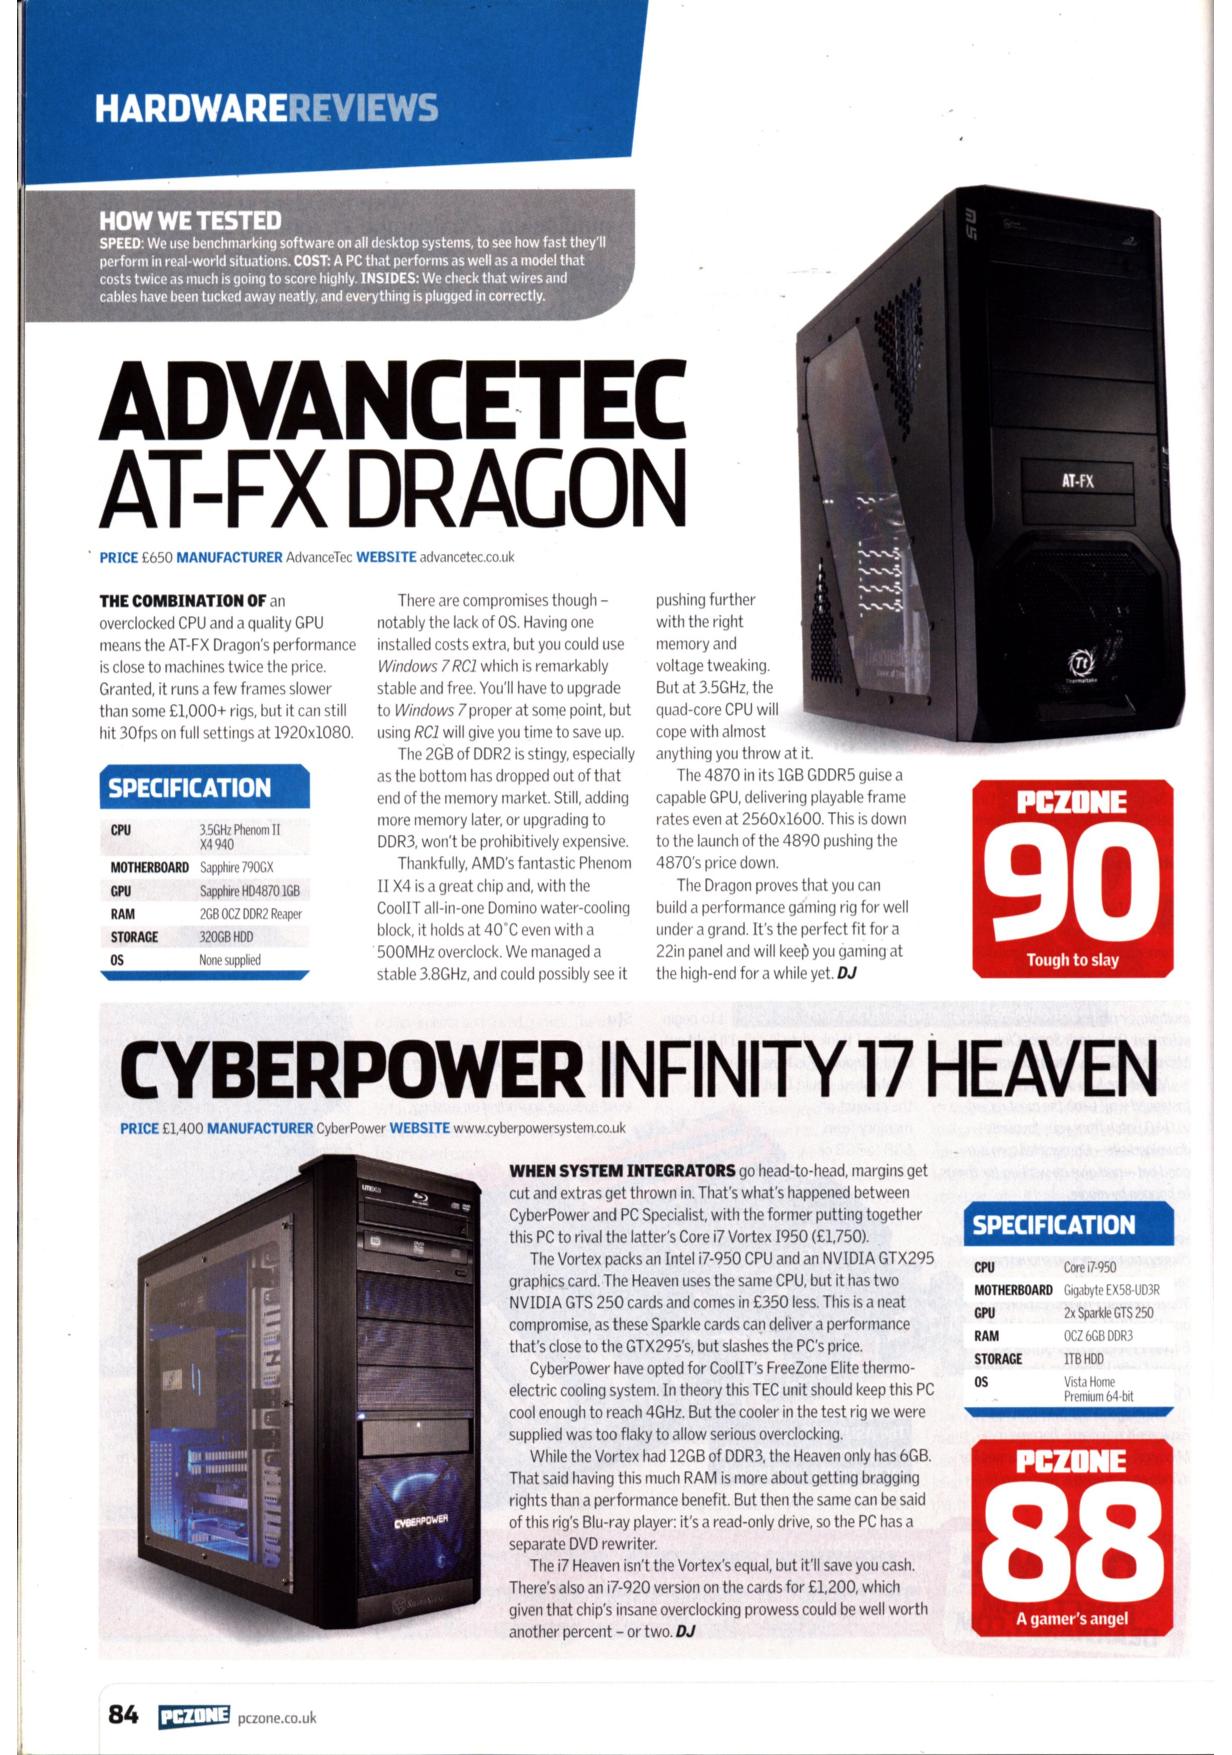 HARDWAREREVIEWS
HOW WE TESTED
SPEED: We use benchmarking software on all desktop systems, to see how fast they'll
perform in real-world situations. COST: A PC that performs as well as a model that
costs twice as much is going to score highly. INSIDES: We check that wires and
cables have been tucked away neatly, and everything is plugged in correctly.
ADVANCETEC
AT-FX DRAGON
PRICE £650 MANUFACTURER AdvanceTec WEBSITE advancetec.co.uk
THE COMBINATION OF an
overclocked CPU and a quality GPU
means the AT-FX Dragon's performance
is close to machines twice the price.
Granted, it runs a few frames slower
than some £1,000+ rigs, but it can still
hit 30fps on full settings at 1920x1080.
SPECIFICATION
CPU 3.5GHz Phenom II
X4 940
MOTHERBOARD Sapphire 790GX
GPU Sapphire HD4870 1GB
RAM 2GB OCZ DDR2 Reaper
STORAGE 320GB HDD
OS None supplied
There are compromises though –
notably the lack of OS. Having one
installed costs extra, but you could use
Windows 7 RC1 which is remarkably
stable and free. You'll have to upgrade
to Windows 7 proper at some point, but
using RC1 will give you time to save up.
The 2GB of DDR2 is stingy, especially
as the bottom has dropped out of that
end of the memory market. Still, adding
more memory later, or upgrading to
DDR3, won't be prohibitively expensive.
Thankfully, AMD's fantastic Phenom
II X4 is a great chip and, with the
CoolIT all-in-one Domino water-cooling
block, it holds at 40°C even with a
500MHz overclock. We managed a
stable 3.8GHz, and could possibly see it
pushing further
with the right
memory and
voltage tweaking.
But at 3.5GHz, the
quad-core CPU will
cope with almost
anything you throw at it.
The 4870 in its 1GB GDDR5 guise a
capable GPU, delivering playable frame
rates even at 2560x1600. This is down
to the launch of the 4890 pushing the
4870's price down.
The Dragon proves that you can
build a performance gaming rig for well
under a grand. It's the perfect fit for a
22in panel and will keep you gaming at
the high-end for a while yet. DJ
AT-FX
Tt
Thermaltake
PCZONE
90
Tough to slay
CYBERPOWER INFINITY 17 HEAVEN
PRICE £1,400 MANUFACTURER CyberPower WEBSITE www.cyberpowersystem.co.uk
CYBERPOWER
SILVERSTONE
WHEN SYSTEM INTEGRATORS go head-to-head, margins get
cut and extras get thrown in. That's what's happened between
CyberPower and PC Specialist, with the former putting together
this PC to rival the latter's Core i7 Vortex I950 (£1,750).
The Vortex packs an Intel i7-950 CPU and an NVIDIA GTX295
graphics card. The Heaven uses the same CPU, but it has two
NVIDIA GTS 250 cards and comes in £350 less. This is a neat
compromise, as these Sparkle cards can deliver a performance
that's close to the GTX295's, but slashes the PC's price.
CyberPower have opted for CoolIT's FreeZone Elite thermo-
electric cooling system. In theory this TEC unit should keep this PC
cool enough to reach 4GHz. But the cooler in the test rig we were
supplied was too flaky to allow serious overclocking.
While the Vortex had 12GB of DDR3, the Heaven only has 6GB.
That said having this much RAM is more about getting bragging
rights than a performance benefit. But then the same can be said
of this rig's Blu-ray player: it's a read-only drive, so the PC has a
separate DVD rewriter.
The i7 Heaven isn't the Vortex's equal, but it'll save you cash.
There's also an i7-920 version on the cards for £1,200, which
given that chip's insane overclocking prowess could be well worth
another percent – or two. DJ
SPECIFICATION
CPU Core i7-950
MOTHERBOARD Gigabyte EX58-UD3R
GPU 2x Sparkle GTS 250
RAM OCZ 6GB DDR3
STORAGE 1TB HDD
OS Vista Home
Premium 64-bit
PCZONE
88
A gamer's angel
84 PCZONE pczone.co.uk